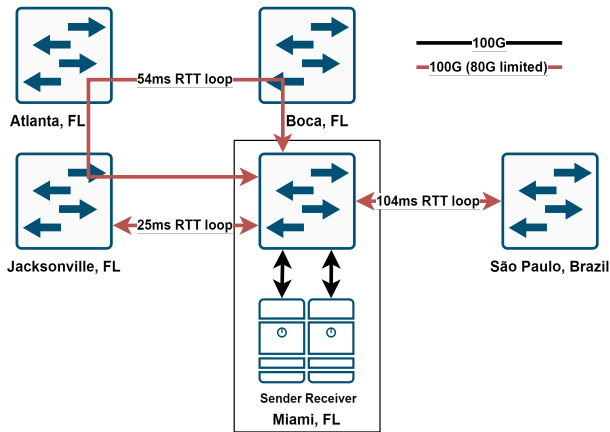 100G
54ms RTT loop
100G (80G limited)
Atlanta, FL
Boca, FL
25ms RTT loop
104ms RTT loop
Jacksonville, FL
São Paulo, Brazil
Sender Receiver
Miami, FL